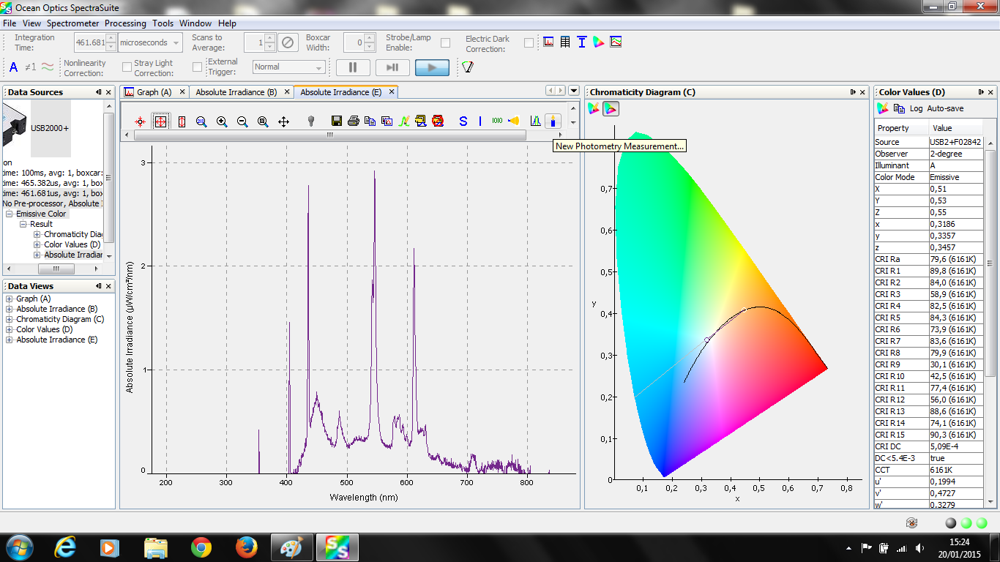 Ocean Optics SpectraSuite
File View Spectrometer Processing Tools Window Help
Integration Time: 461.681 microseconds Scans to Average: 1 Boxcar Width: 0 Strobe/Lamp Enable: Electric Dark Correction:
A ≠1 Nonlinearity Correction: Stray Light Correction: External Trigger: Normal
Data Sources
USB2000+
on
time: 100ms, avg: 1, boxcar:
time: 465.382us, avg: 1, box
time: 461.681us, avg: 1, box
No Pre-processor, Absolute I
Emissive Color
Result
Chromaticity Dia
Color Values (D)
Absolute Irradian
Data Views
Graph (A)
Absolute Irradiance (B)
Chromaticity Diagram (C)
Color Values (D)
Absolute Irradiance (E)
Graph (A) Absolute Irradiance (B) Absolute Irradiance (E)
S I 1010
New Photometry Measurement...
Absolute Irradiance (µW/cm²/nm)
3
2
1
0
200 300 400 500 600 700 800
Wavelength (nm)
Chromaticity Diagram (C)
y
0,7
0,6
0,5
0,4
0,3
0,2
0,1
0
0,1 0,2 0,3 0,4 0,5 0,6 0,7 0,8
x
Color Values (D)
Log Auto-save
Property Value
Source USB2+F02842
Observer 2-degree
Illuminant A
Color Mode Emissive
X 0,51
Y 0,53
Z 0,55
x 0,3186
y 0,3357
z 0,3457
CRI Ra 79,6 (6161K)
CRI R1 89,8 (6161K)
CRI R2 84,0 (6161K)
CRI R3 58,9 (6161K)
CRI R4 82,5 (6161K)
CRI R5 84,3 (6161K)
CRI R6 73,9 (6161K)
CRI R7 83,6 (6161K)
CRI R8 79,9 (6161K)
CRI R9 30,1 (6161K)
CRI R10 42,5 (6161K)
CRI R11 77,4 (6161K)
CRI R12 56,0 (6161K)
CRI R13 88,6 (6161K)
CRI R14 74,1 (6161K)
CRI R15 90,3 (6161K)
CRI DC 5,09E-4
DC<5.4E-3 true
CCT 6161K
u' 0,1994
v' 0,4727
w' 0,3279
15:24
20/01/2015